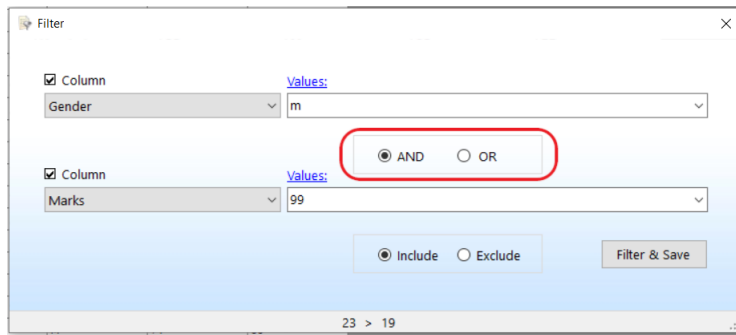 Filter
Column Values:
Gender m
AND OR
Column Values:
Marks 99
Include Exclude Filter & Save
23 > 19